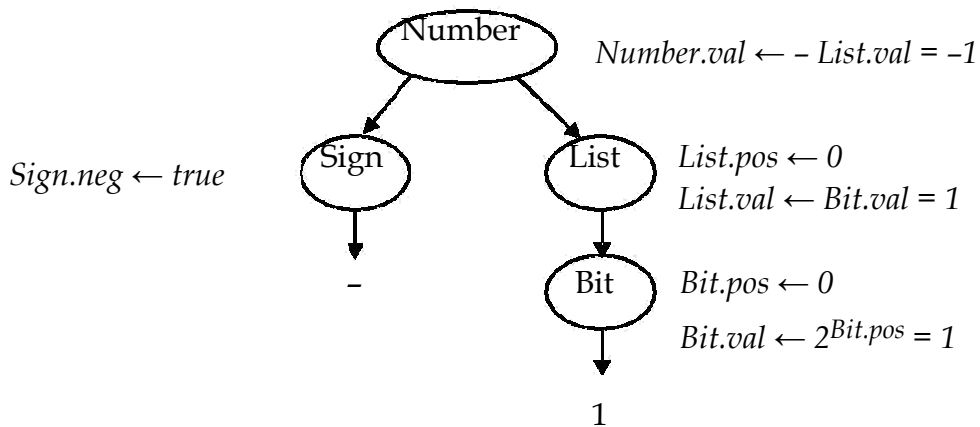 Number
Number.val ← – List.val = –1
Sign
List
List.pos ← 0
Sign.neg ← true
List.val ← Bit.val = 1
–
Bit
Bit.pos ← 0
Bit.val ← 2^Bit.pos = 1
1